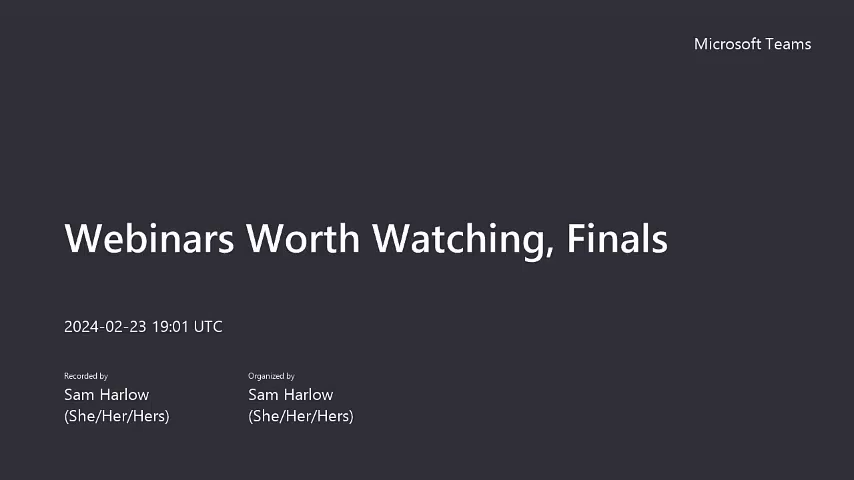 Microsoft Teams
Webinars Worth Watching, Finals
2024-02-23 19:01 UTC
Recorded by
Sam Harlow
(She/Her/Hers)
Organized by
Sam Harlow
(She/Her/Hers)